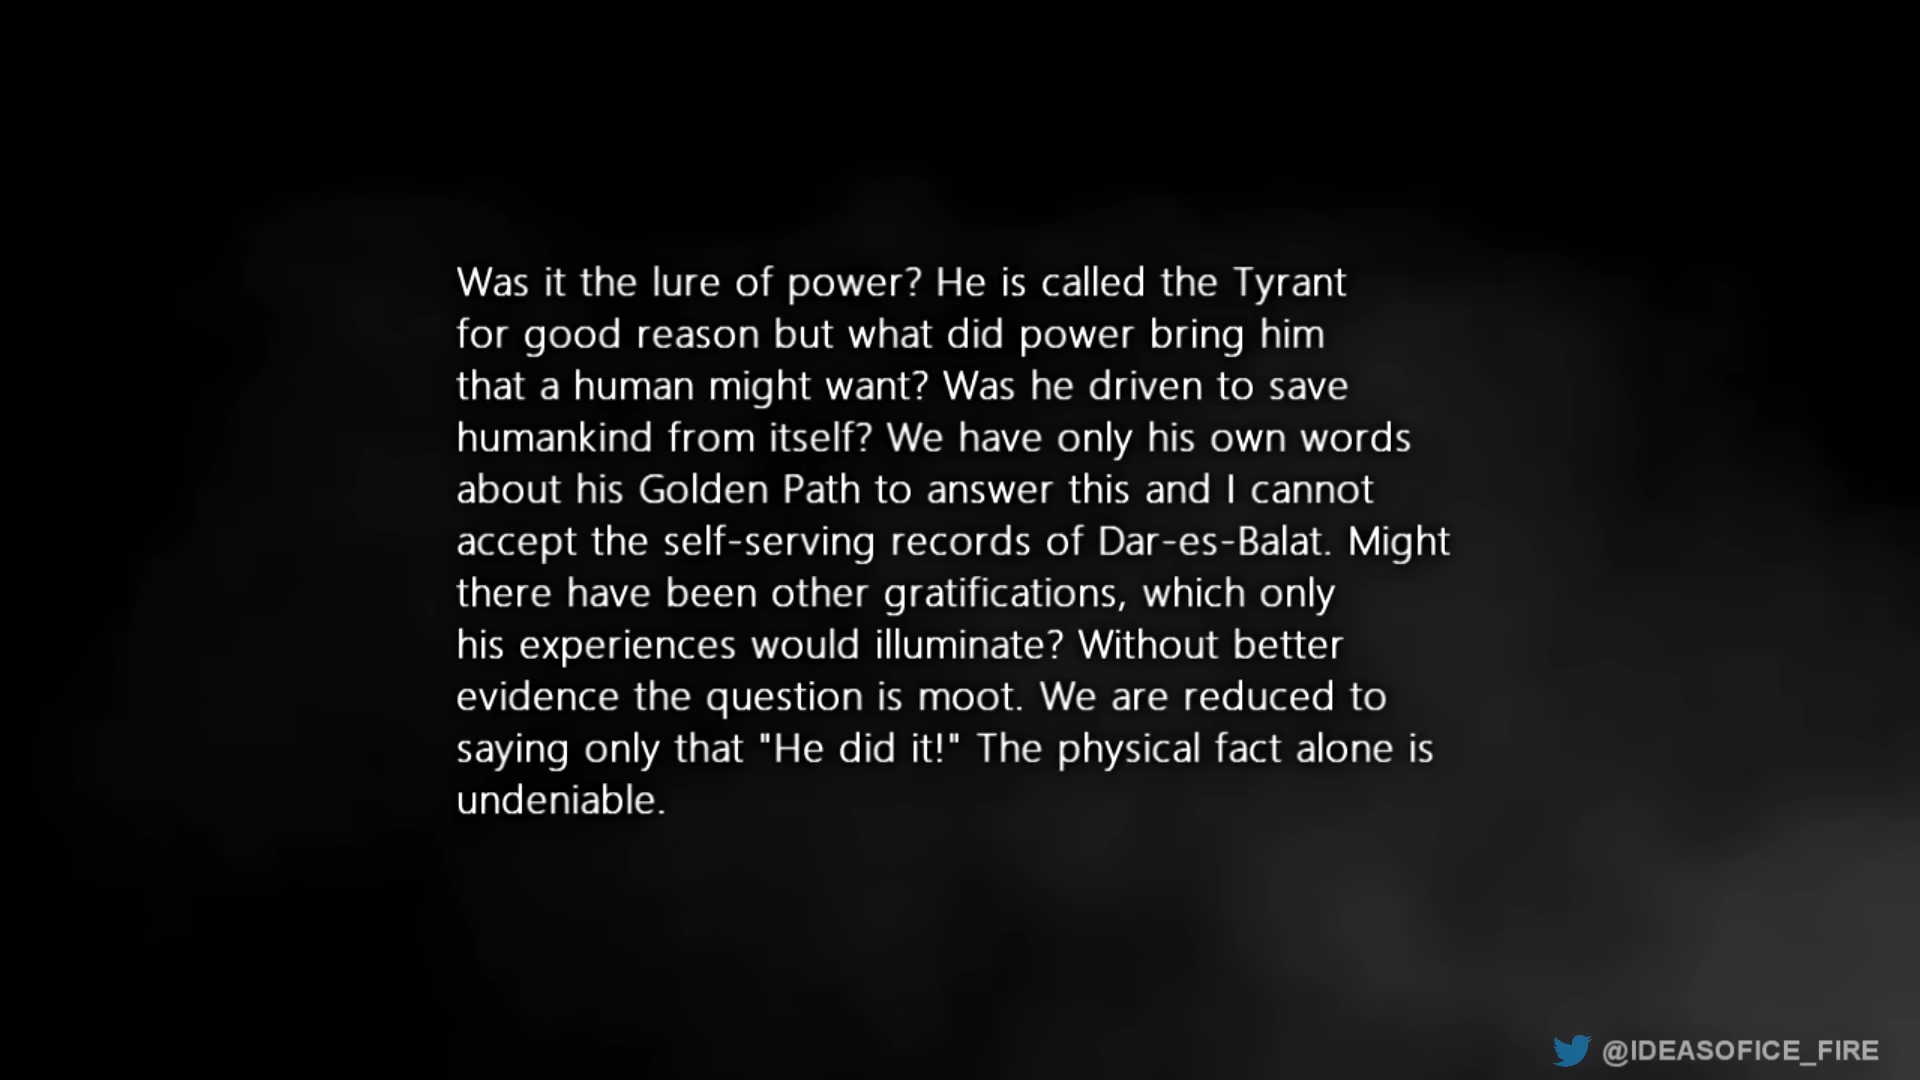 Was it the lure of power? He is called the Tyrant
for good reason but what did power bring him
that a human might want? Was he driven to save
humankind from itself? We have only his own words
about his Golden Path to answer this and I cannot
accept the self-serving records of Dar-es-Balat. Might
there have been other gratifications, which only
his experiences would illuminate? Without better
evidence the question is moot. We are reduced to
saying only that "He did it!" The physical fact alone is
undeniable.
@IDEASOFICE_FIRE